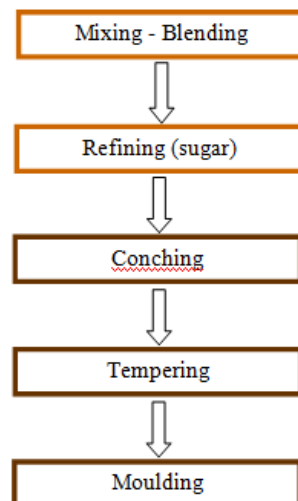 Mixing - Blending
Refining (sugar)
Conching
Tempering
Moulding